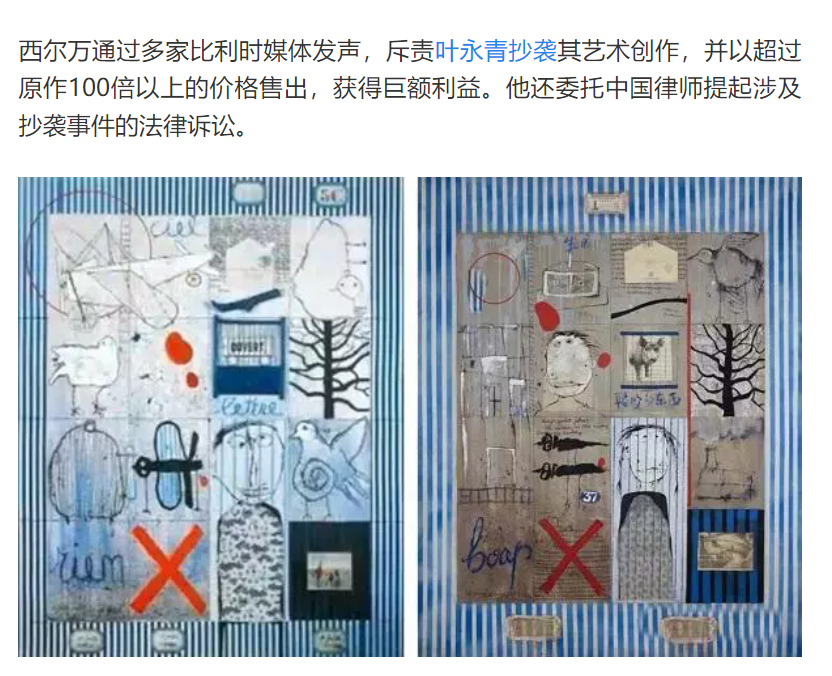 西尔万通过多家比利时媒体发声，斥责叶永青抄袭其艺术创作，并以超过
原作100倍以上的价格售出，获得巨额利益。他还委托中国律师提起涉及
抄袭事件的法律诉讼。
ciel
OUVERT
lettre
rien
37
boap